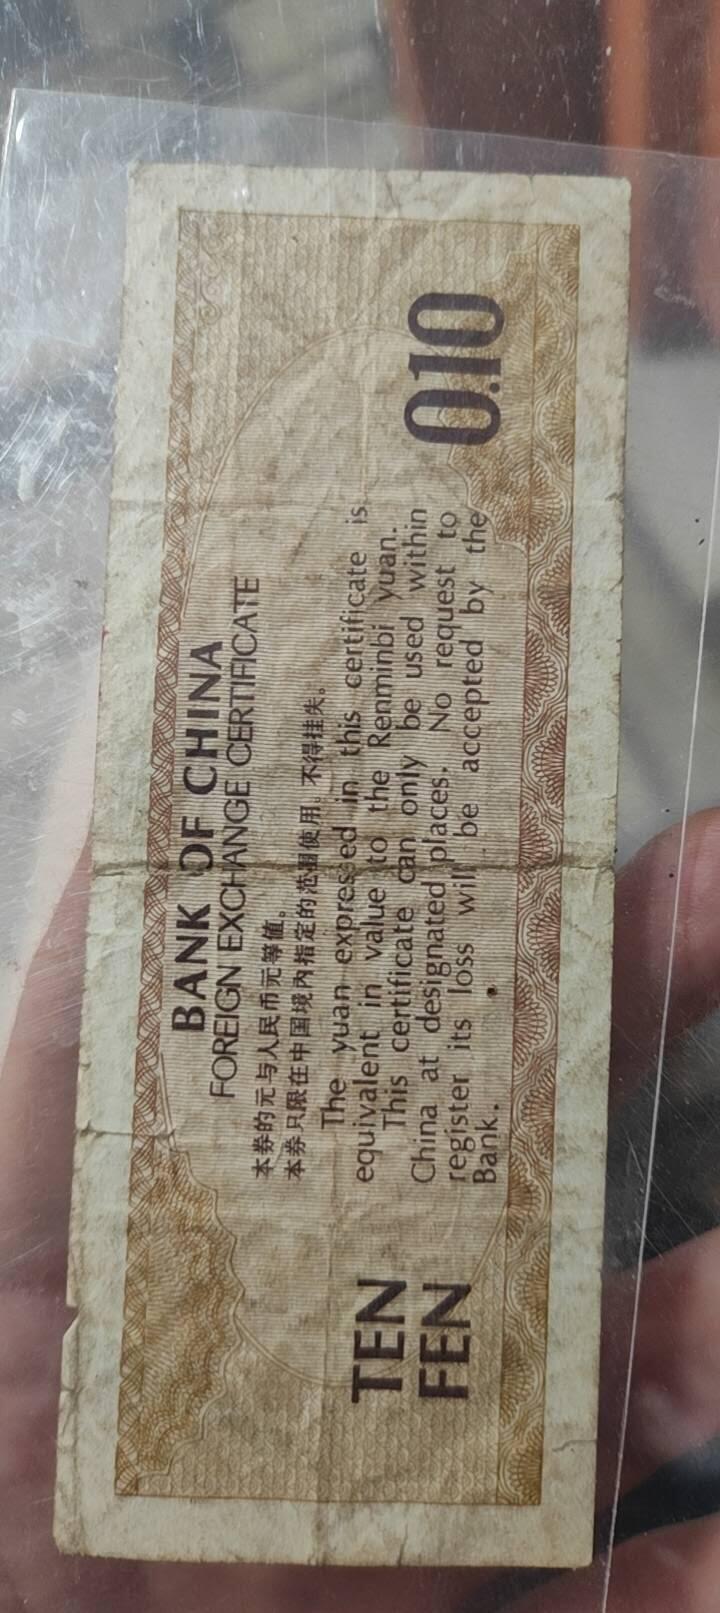 BANK OF CHINA
FOREIGN EXCHANGE CERTIFICATE
本券的元与人民币元等值。
本券只限在中国境内指定的范围使用，不得挂失。
The yuan expressed in this certificate is
equivalent in value to the Renminbi yuan.
This certificate can only be used within
China at designated places. No request to
register its loss will be accepted by the
Bank.
TEN
FEN
0.10